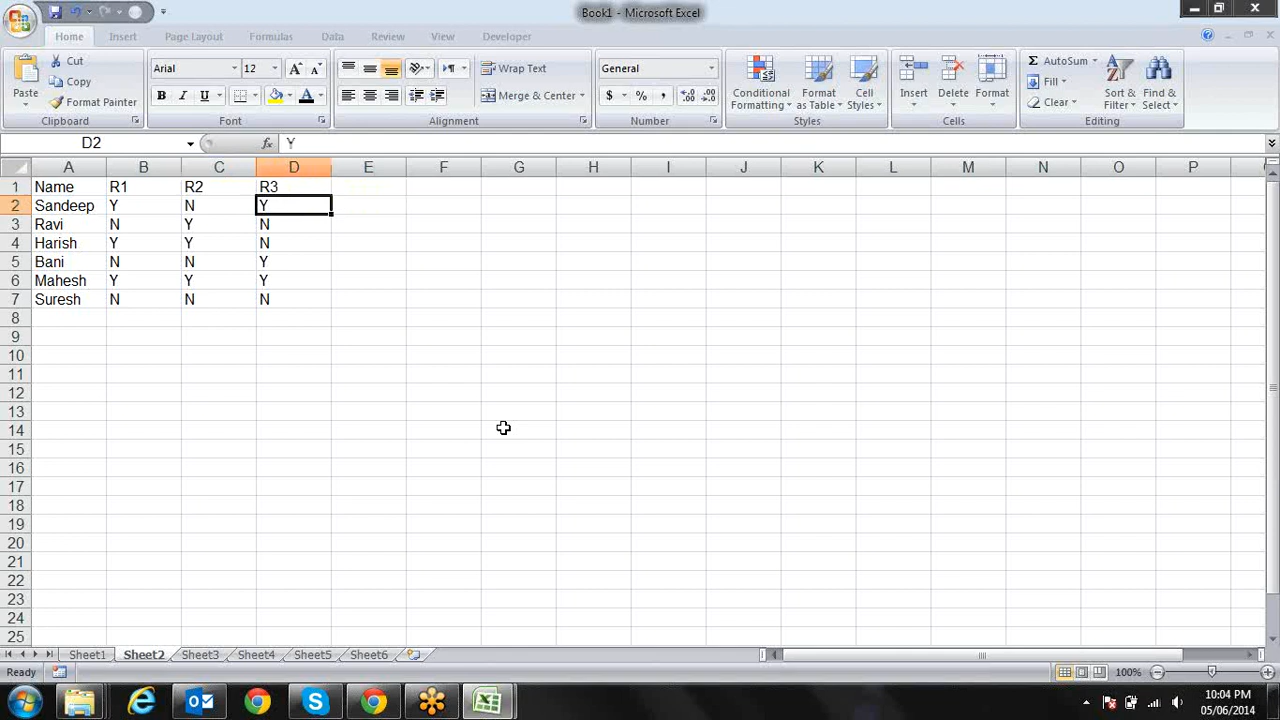 Book1 - Microsoft Excel
Home Insert Page Layout Formulas Data Review View Developer
Paste Cut Copy Format Painter
Clipboard
Arial 12 A A
B I U A
Font
Wrap Text
Merge & Center
Alignment
General
$ % , .0 .00 .00 .0
Number
Conditional Formatting Format as Table Cell Styles
Styles
Insert Delete Format
Cells
Σ AutoSum Fill Clear
Sort & Filter Find & Select
Editing
D2 fx Y
A B C D E F G H I J K L M N O P
1 Name R1 R2 R3
2 Sandeep Y N Y
3 Ravi N Y N
4 Harish Y Y N
5 Bani N N Y
6 Mahesh Y Y Y
7 Suresh N N N
8
9
10
11
12
13
14
15
16
17
18
19
20
21
22
23
24
25
Sheet1 Sheet2 Sheet3 Sheet4 Sheet5 Sheet6
Ready 100%
10:04 PM
05/06/2014